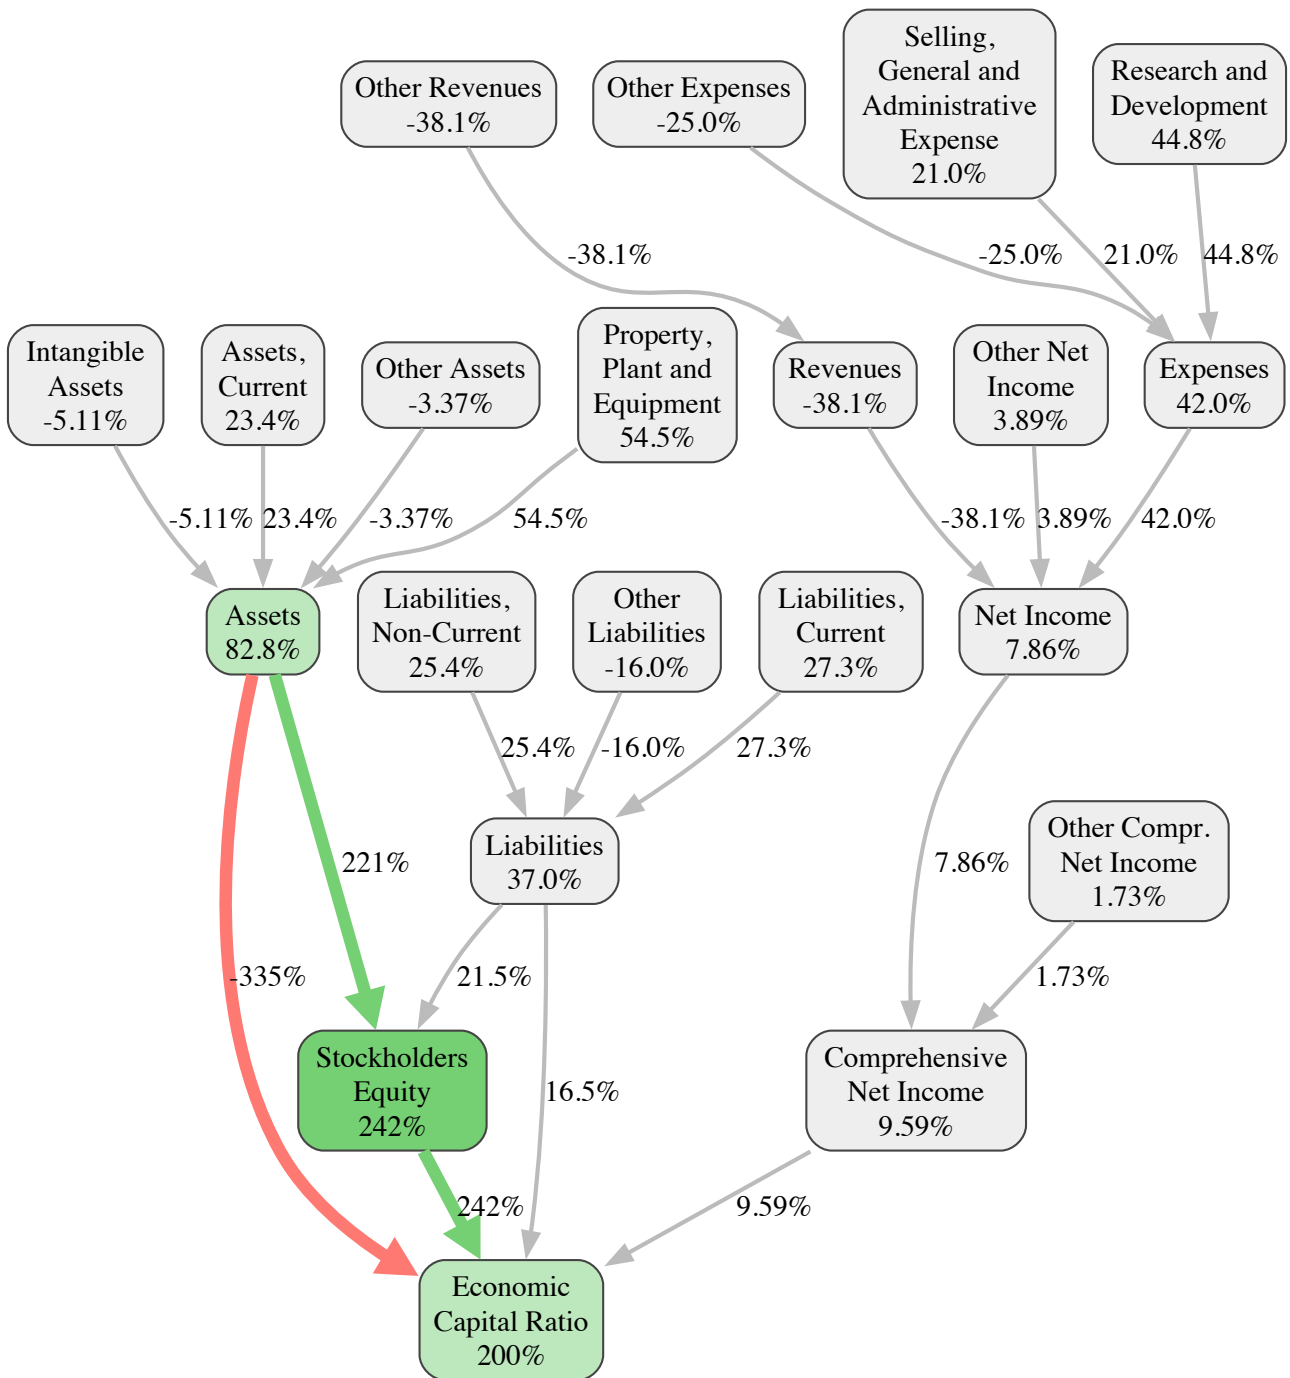 Selling,
General and
Administrative
Expense
21.0%
Other Revenues
-38.1%
Other Expenses
-25.0%
Research and
Development
44.8%
-38.1%
-25.0%
21.0%
44.8%
Intangible
Assets
-5.11%
Assets,
Current
23.4%
Other Assets
-3.37%
Property,
Plant and
Equipment
54.5%
Revenues
-38.1%
Other Net
Income
3.89%
Expenses
42.0%
-5.11%
23.4%
-3.37%
54.5%
-38.1%
3.89%
42.0%
Assets
82.8%
Liabilities,
Non-Current
25.4%
Other
Liabilities
-16.0%
Liabilities,
Current
27.3%
Net Income
7.86%
25.4%
-16.0%
27.3%
221%
Liabilities
37.0%
7.86%
Other Compr.
Net Income
1.73%
-335%
21.5%
1.73%
Stockholders
Equity
242%
16.5%
Comprehensive
Net Income
9.59%
242%
9.59%
Economic
Capital Ratio
200%